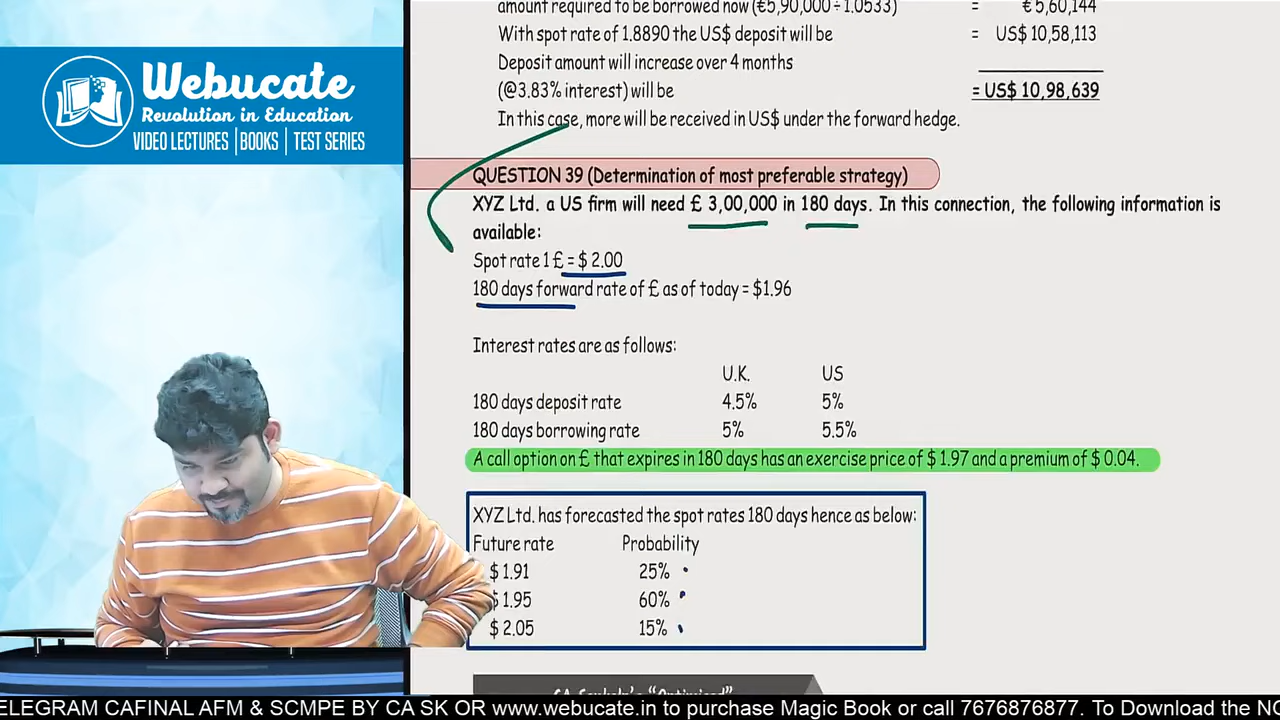 amount required to be borrowed now (€5,90,000 ÷ 1.0533) = € 5,60,144
With spot rate of 1.8890 the US$ deposit will be = US$ 10,58,113
Deposit amount will increase over 4 months
(@3.83% interest) will be = US$ 10,98,639
In this case, more will be received in US$ under the forward hedge.
Webucate
Revolution in Education
VIDEO LECTURES | BOOKS | TEST SERIES
QUESTION 39 (Determination of most preferable strategy)
XYZ Ltd. a US firm will need £ 3,00,000 in 180 days. In this connection, the following information is
available:
Spot rate 1 £ = $ 2.00
180 days forward rate of £ as of today = $1.96
Interest rates are as follows:
U.K. US
180 days deposit rate 4.5% 5%
180 days borrowing rate 5% 5.5%
A call option on £ that expires in 180 days has an exercise price of $ 1.97 and a premium of $ 0.04.
XYZ Ltd. has forecasted the spot rates 180 days hence as below:
Future rate Probability
$ 1.91 25%
$ 1.95 60%
$ 2.05 15%
ELEGRAM CAFINAL AFM & SCMPE BY CA SK OR www.webucate.in to purchase Magic Book or call 7676876877. To Download the NO